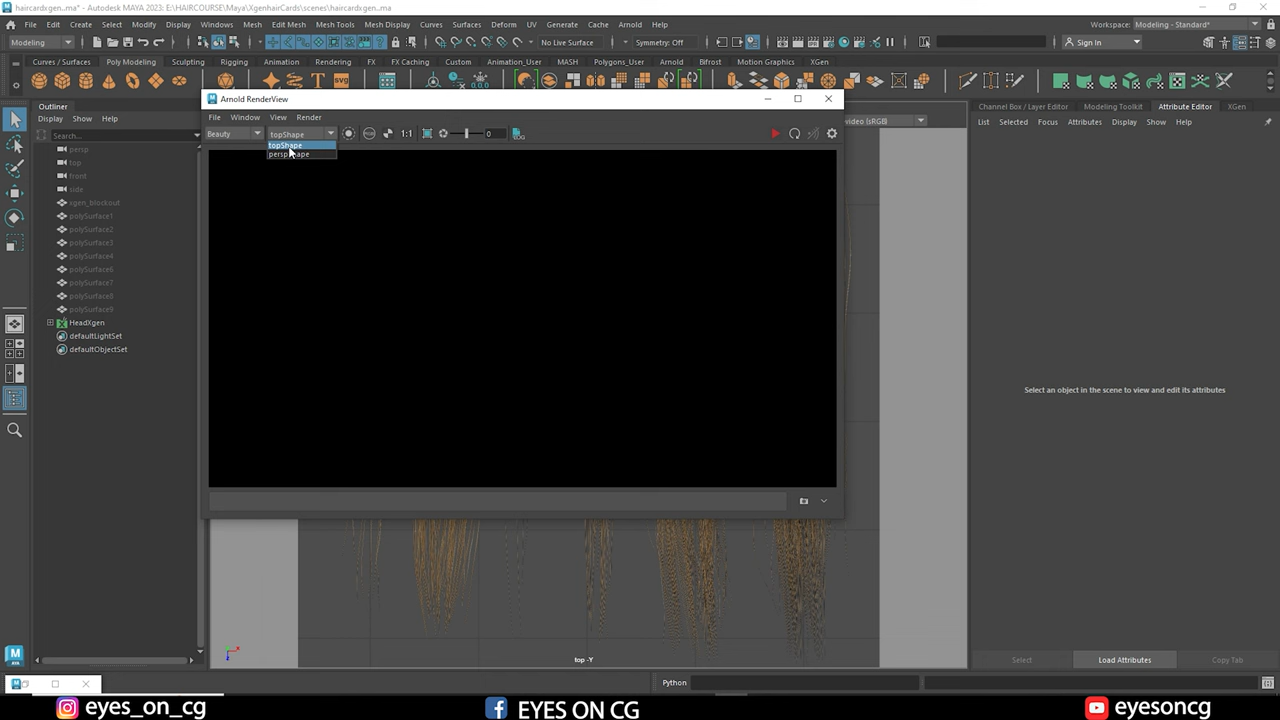 haircardxgen..ma* - Autodesk MAYA 2023: E:\HAIRCOURSE/Maya\XgenhairCards\scenes\haircardxgen..ma
File Edit Create Select Modify Display Windows Mesh Edit Mesh Mesh Tools Mesh Display Curves Surfaces Deform UV Generate Cache Arnold Help
Workspace: Modeling - Standard*
Modeling
No Live Surface
Symmetry: Off
Sign In
Curves / Surfaces Poly Modeling Sculpting Rigging Animation Rendering FX FX Caching Custom Animation_User MASH Polygons_User Arnold Bifrost Motion Graphics XGen
SVG
Outliner
Display Show Help
Search...
persp
top
front
side
xgen_blockout
polySurface1
polySurface2
polySurface3
polySurface4
polySurface6
polySurface7
polySurface8
polySurface9
HeadXgen
defaultLightSet
defaultObjectSet
Arnold RenderView
File Window View Render
Beauty topShape 1:1 0
topShape
perspShape
video (sRGB)
top -Y
Channel Box / Layer Editor Modeling Toolkit Attribute Editor XGen
List Selected Focus Attributes Display Show Help
Select an object in the scene to view and edit its attributes
Select Load Attributes Copy Tab
Python
eyes_on_cg EYES ON CG eyesoncg